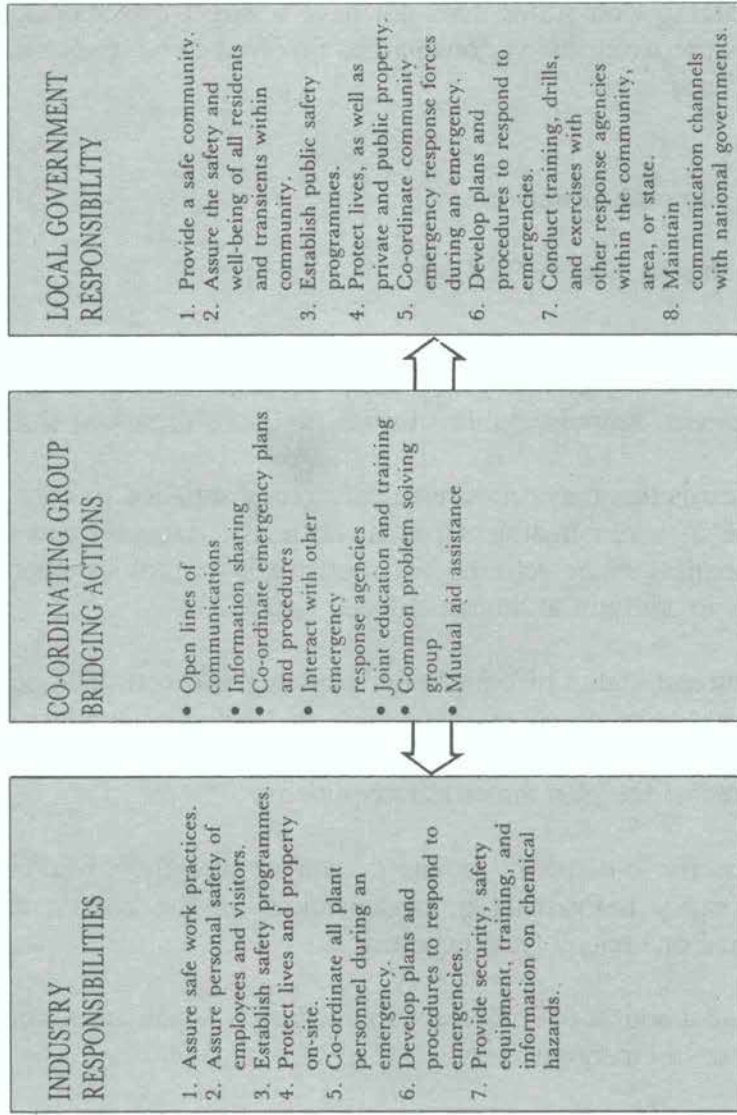 INDUSTRY
RESPONSIBILITIES
1. Assure safe work practices.
2. Assure personal safety of
employees and visitors.
3. Establish safety programmes.
4. Protect lives and property
on-site.
5. Co-ordinate all plant
personnel during an
emergency.
6. Develop plans and
procedures to respond to
emergencies.
7. Provide security, safety
equipment, training, and
information on chemical
hazards.
CO-ORDINATING GROUP
BRIDGING ACTIONS
• Open lines of
communications
• Information sharing
• Co-ordinate emergency plans
and procedures
• Interact with other
emergency
response agencies
• Joint education and training
• Common problem solving
group
• Mutual aid assistance
LOCAL GOVERNMENT
RESPONSIBILITY
1. Provide a safe community.
2. Assure the safety and
well-being of all residents
and transients within
community.
3. Establish public safety
programmes.
4. Protect lives, as well as
private and public property.
5. Co-ordinate community
emergency response forces
during an emergency.
6. Develop plans and
procedures to respond to
emergencies.
7. Conduct training, drills,
and exercises with
other response agencies
within the community,
area, or state.
8. Maintain
communication channels
with national governments.